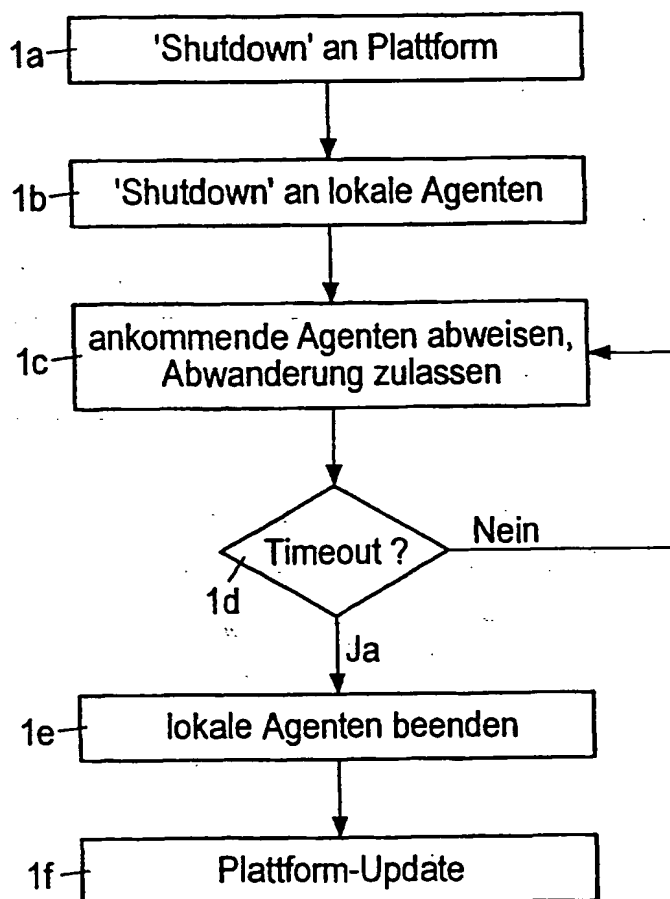 1a
'Shutdown' an Plattform
1b
'Shutdown' an lokale Agenten
1c
ankommende Agenten abweisen,
Abwanderung zulassen
Timeout ?
Nein
1d
Ja
1e
lokale Agenten beenden
1f
Plattform-Update